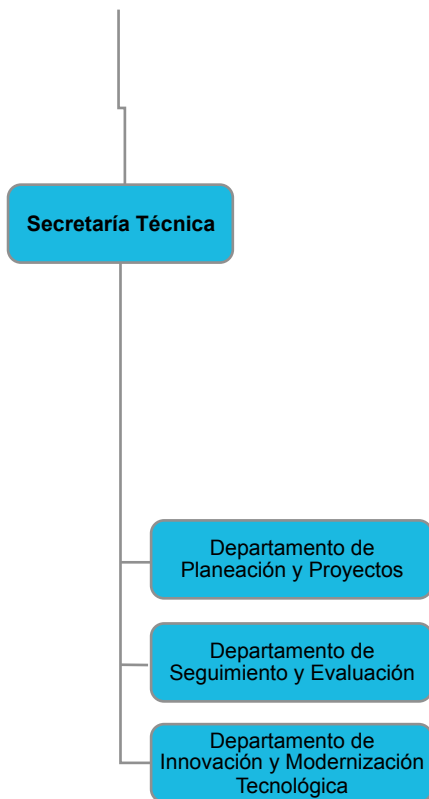 Secretaría Técnica
Departamento de
Planeación y Proyectos
Departamento de
Seguimiento y Evaluación
Departamento de
Innovación y Modernización
Tecnológica